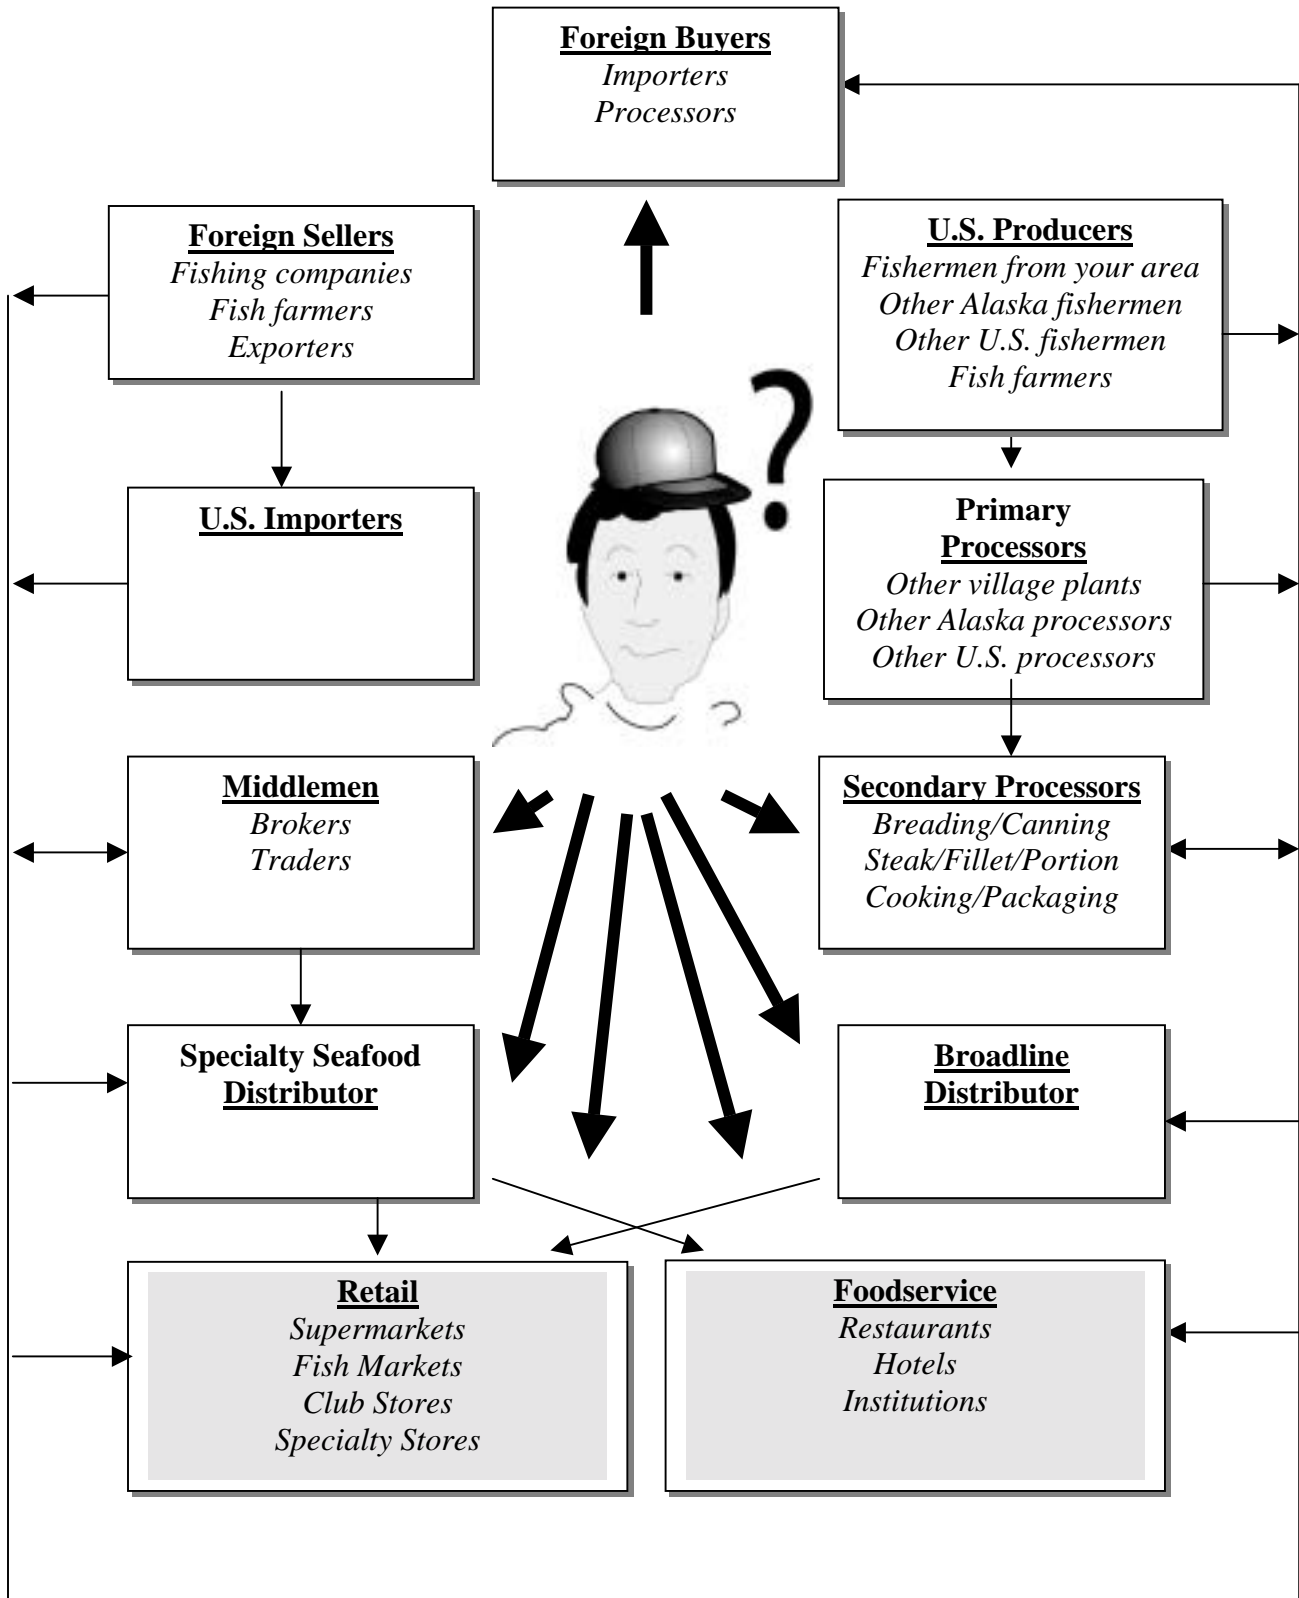 Foreign Buyers
Importers
Processors
Foreign Sellers
Fishing companies
Fish farmers
Exporters
U.S. Producers
Fishermen from your area
Other Alaska fishermen
Other U.S. fishermen
Fish farmers
?
U.S. Importers
Primary
Processors
Other village plants
Other Alaska processors
Other U.S. processors
Middlemen
Brokers
Traders
Secondary Processors
Breading/Canning
Steak/Fillet/Portion
Cooking/Packaging
Specialty Seafood
Distributor
Broadline
Distributor
Retail
Supermarkets
Fish Markets
Club Stores
Specialty Stores
Foodservice
Restaurants
Hotels
Institutions